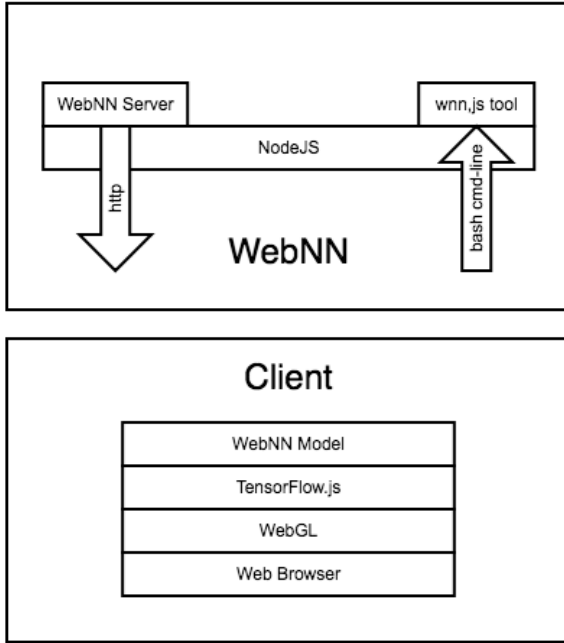 WebNN Server
wnn,js tool
NodeJS
http
bash cmd-line
WebNN
Client
WebNN Model
TensorFlow.js
WebGL
Web Browser